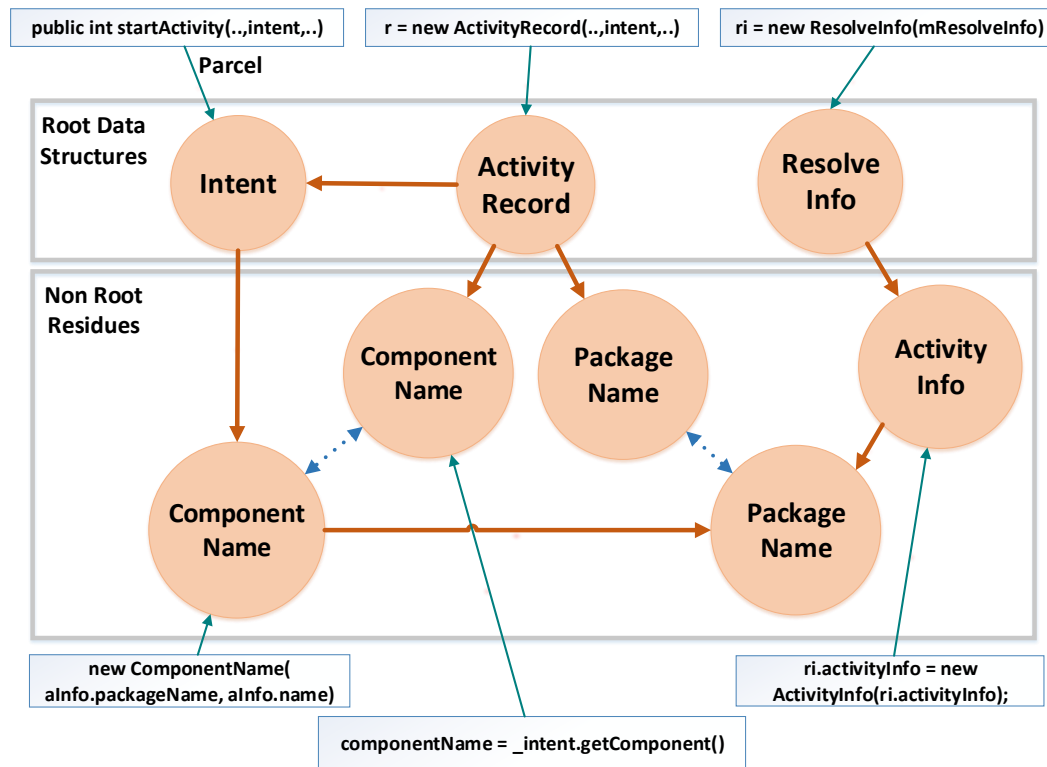 public int startActivity(..,intent,..)
r = new ActivityRecord(..,intent,..)
ri = new ResolveInfo(mResolveInfo)
Parcel
Root Data
Structures
Intent
Activity
Record
Resolve
Info
Non Root
Residues
Component
Name
Package
Name
Activity
Info
Component
Name
Package
Name
new ComponentName(
aInfo.packageName, aInfo.name)
ri.activityInfo = new
ActivityInfo(ri.activityInfo);
componentName = _intent.getComponent()